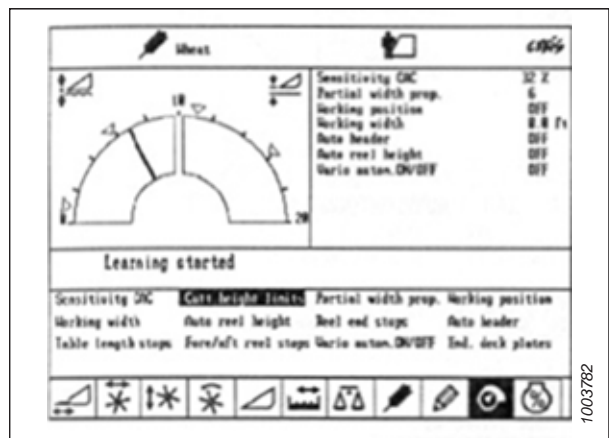 Wheat
CEBIS
Sensitivity CAC 32 %
Partial width prop. 6
Working position OFF
Working width 0.0 Ft
Auto header OFF
Auto reel height OFF
Vario autom.ON/OFF OFF
10
0
20
Learning started
Sensitivity CAC Cutt.height limits Partial width prop. Working position
Working width Auto reel height Reel end stops Auto header
Table length stops Fore/aft reel stops Vario autom.ON/OFF End. deck plates
1003782